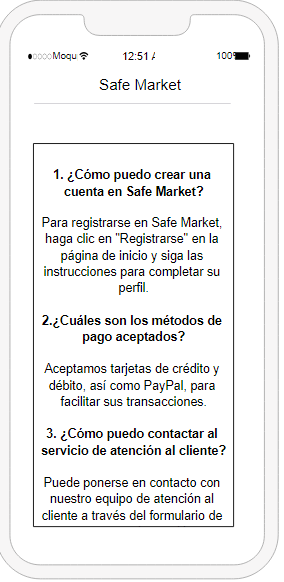 Moqu 12:51 100%
Safe Market
1. ¿Cómo puedo crear una
cuenta en Safe Market?
Para registrarse en Safe Market,
haga clic en "Registrarse" en la
página de inicio y siga las
instrucciones para completar su
perfil.
2.¿Cuáles son los métodos de
pago aceptados?
Aceptamos tarjetas de crédito y
débito, así como PayPal, para
facilitar sus transacciones.
3. ¿Cómo puedo contactar al
servicio de atención al cliente?
Puede ponerse en contacto con
nuestro equipo de atención al
cliente a través del formulario de